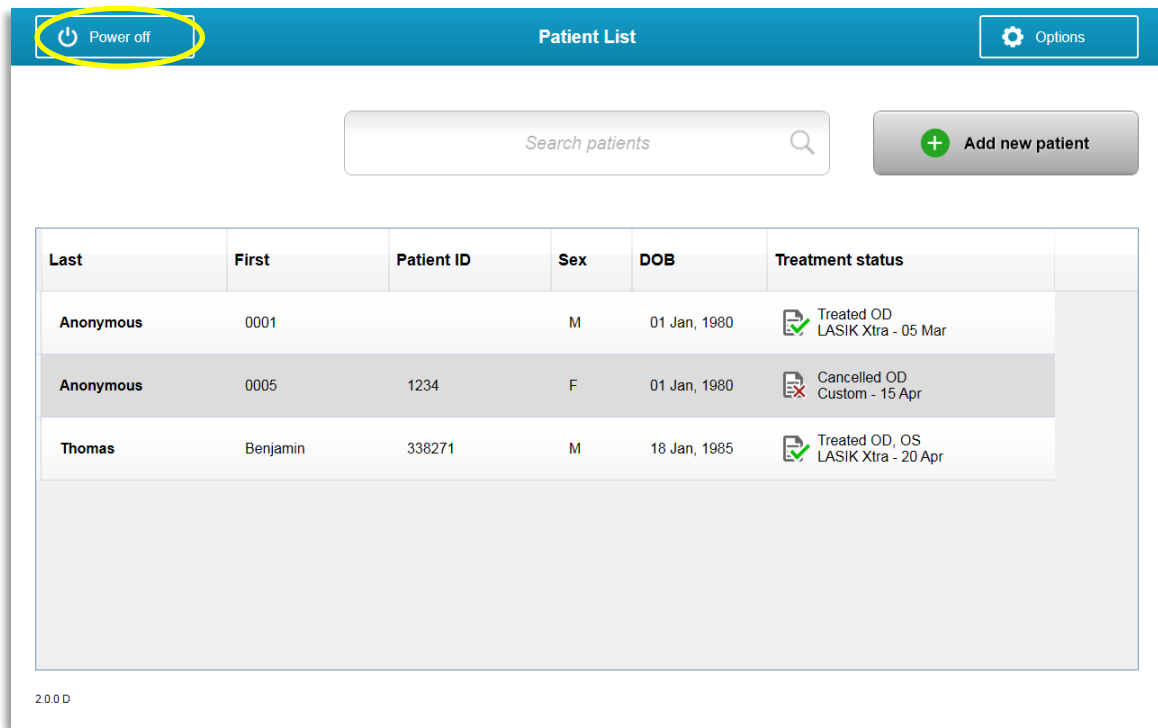 Power off
Patient List
Options
Search patients
Add new patient
Last First Patient ID Sex DOB Treatment status
Anonymous 0001 M 01 Jan, 1980 Treated OD
LASIK Xtra - 05 Mar
Anonymous 0005 1234 F 01 Jan, 1980 Cancelled OD
Custom - 15 Apr
Thomas Benjamin 338271 M 18 Jan, 1985 Treated OD, OS
LASIK Xtra - 20 Apr
2.0.0 D